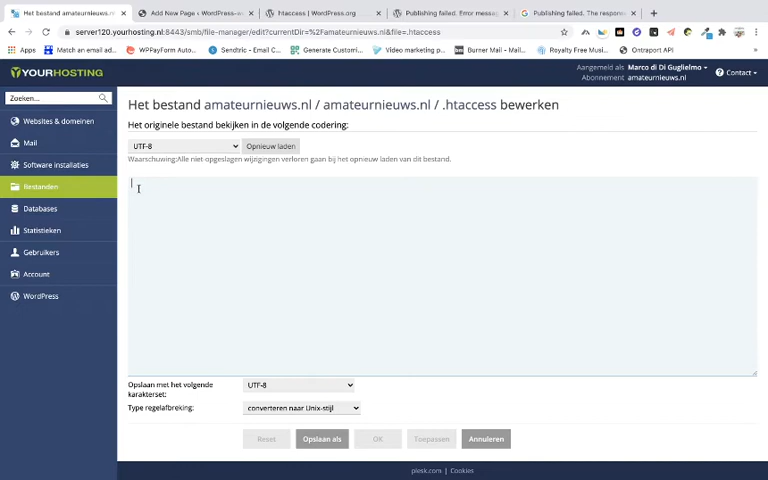 Het bestand amateurnieuws.nl
Add New Page ‹ WordPress-w
htaccess | WordPress.org
Publishing failed. Error messa
Publishing failed. The respon
server120.yourhosting.nl:8443/smb/file-manager/edit?currentDir=%2Famateurnieuws.nl&file=.htaccess
Apps
Match an email ad...
WPPayForm Auto...
Sendtric - Email C...
Generate Customi...
Video marketing p...
Burner Mail - Mail...
Royalty Free Musi...
Ontraport API
»
YOURHOSTING
Aangemeld als Marco di Di Guglielmo
Abonnement amateurnieuws.nl
Contact
Zoeken...
Websites & domeinen
Mail
Software installaties
Bestanden
Databases
Statistieken
Gebruikers
Account
WordPress
Het bestand amateurnieuws.nl / amateurnieuws.nl / .htaccess bewerken
Het originele bestand bekijken in de volgende codering:
UTF-8
Opnieuw laden
Waarschuwing:Alle niet-opgeslagen wijzigingen verloren gaan bij het opnieuw laden van dit bestand.
Opslaan met het volgende
karakterset:
UTF-8
Type regelafbreking:
converteren naar Unix-stijl
Reset
Opslaan als
OK
Toepassen
Annuleren
plesk.com | Cookies